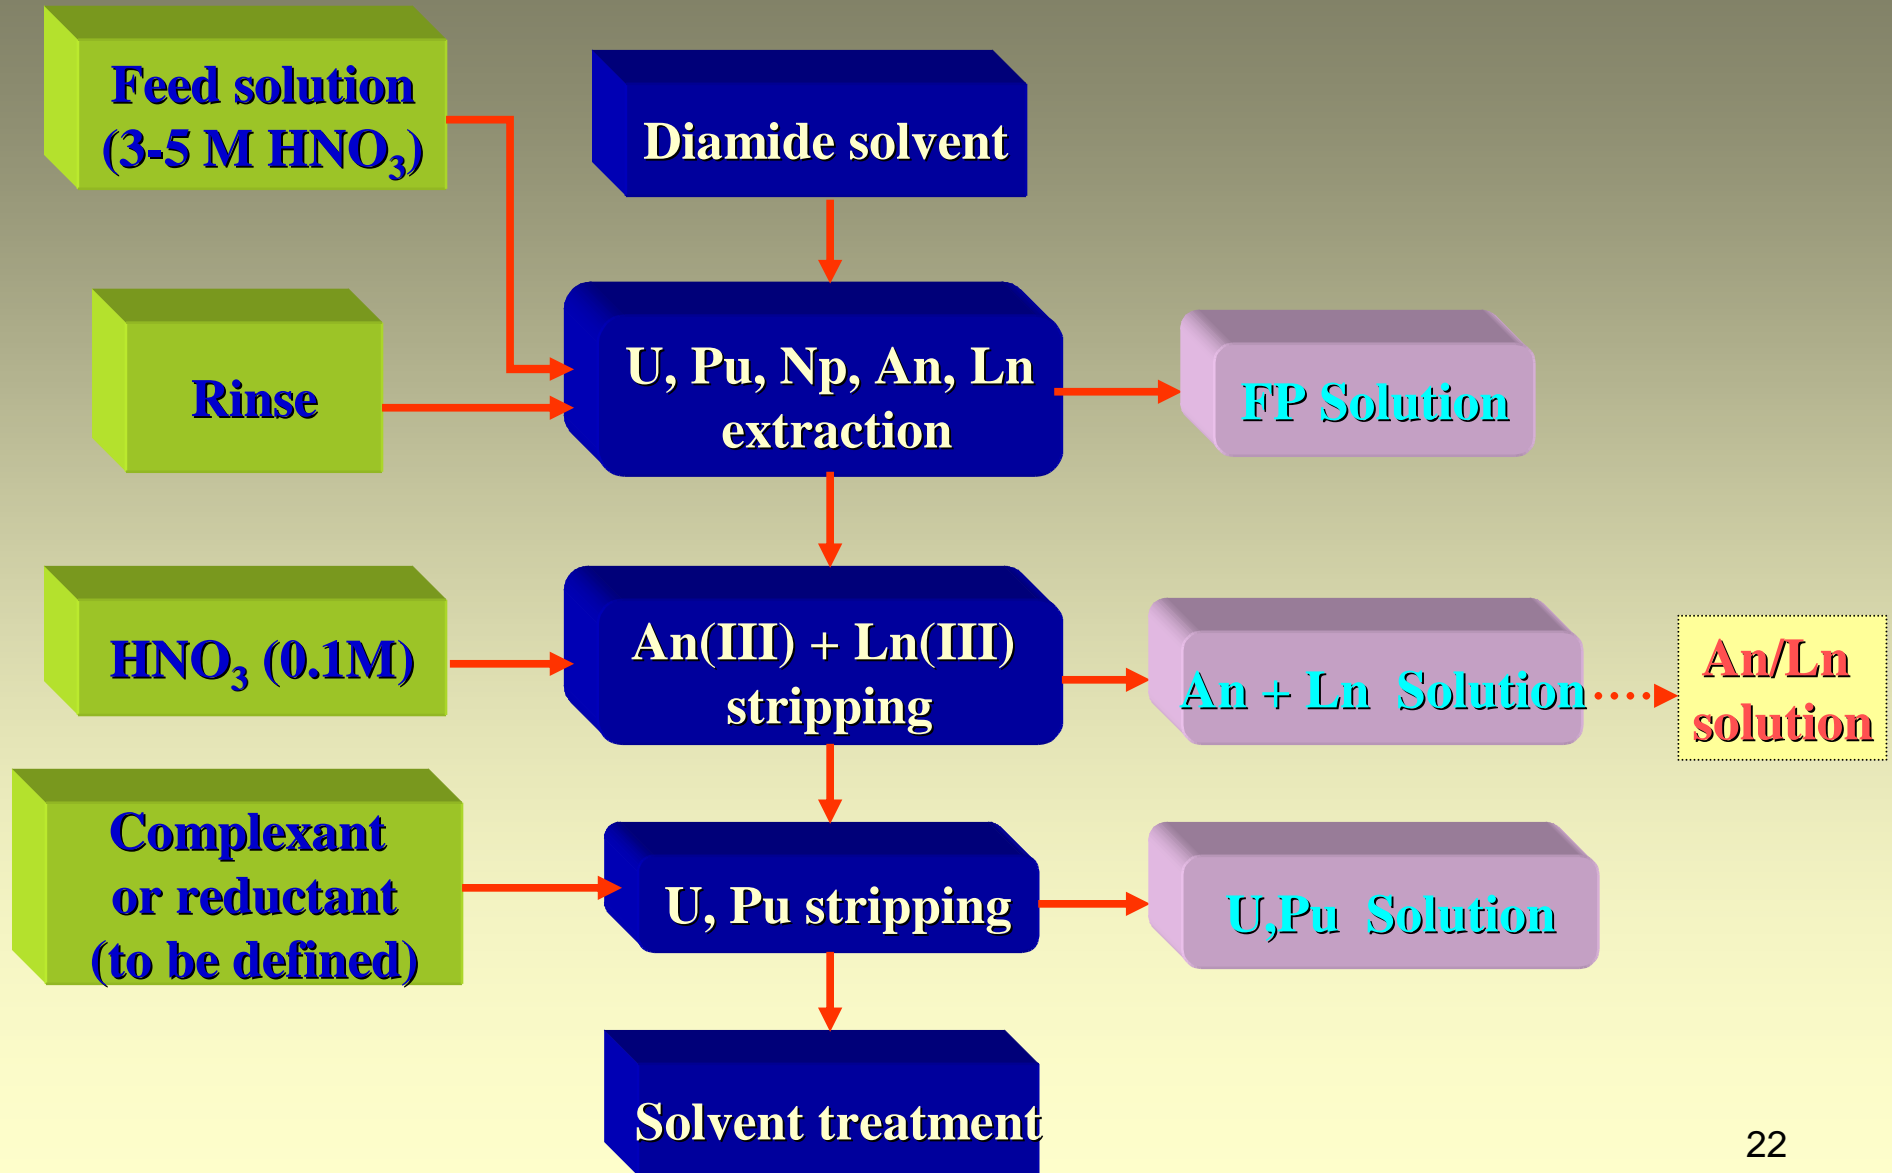 Feed solution
(3-5 M HNO₃)
Diamide solvent
Rinse
U, Pu, Np, An, Ln
extraction
FP Solution
HNO₃ (0.1M)
An(III) + Ln(III)
stripping
An + Ln Solution
An/Ln
solution
Complexant
or reductant
(to be defined)
U, Pu stripping
U,Pu Solution
Solvent treatment
22